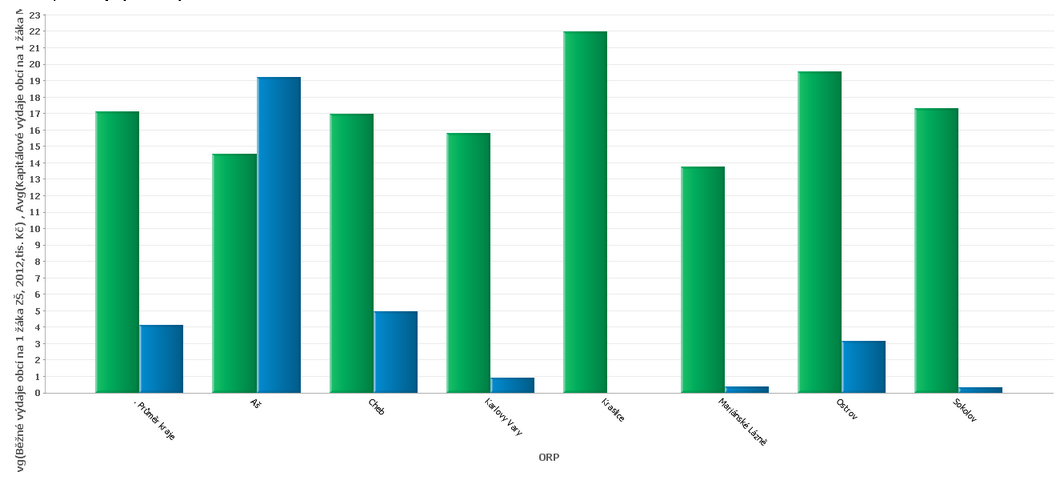 vg(Běžné výdaje obcí na 1 žáka ZŠ, 2012,tis. Kč) , Avg(Kapitálové výdaje obcí na 1 žáka
23
22
21
20
19
18
17
16
15
14
13
12
11
10
9
8
7
6
5
4
3
2
1
0
. Průměr kraje
Aš
Cheb
Karlovy Vary
Kraslice
Mariánské Lázně
Ostrov
Sokolov
ORP